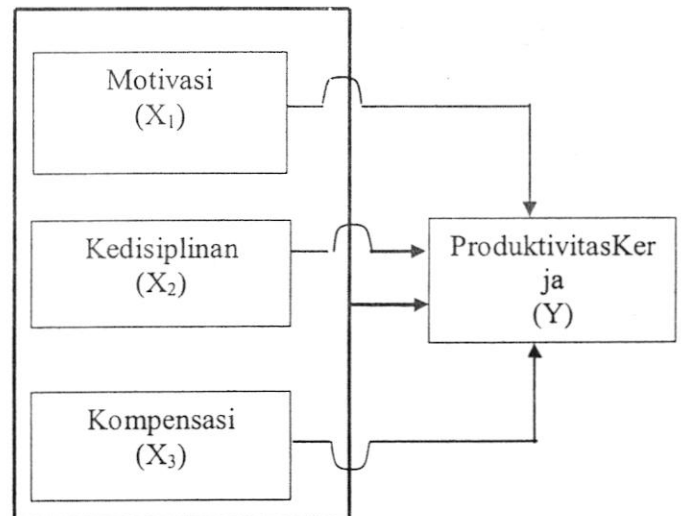 Motivasi
(X₁)
Kedisiplinan
(X₂)
ProduktivitasKer
ja
(Y)
Kompensasi
(X₃)